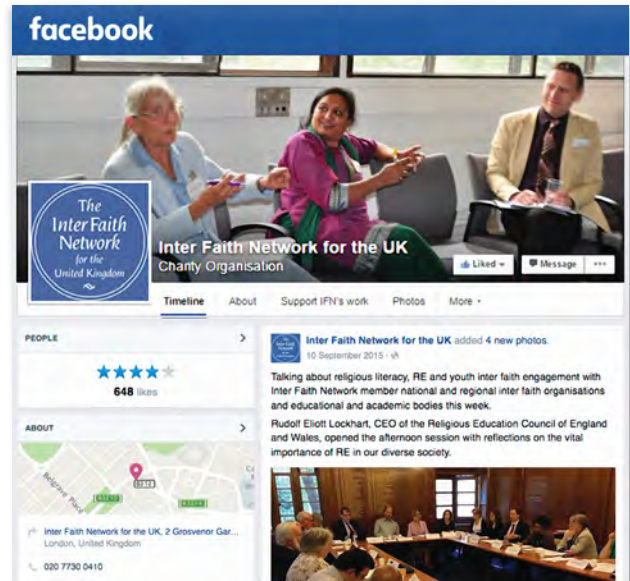 facebook
The
Inter Faith
Network
for the
United Kingdom
Inter Faith Network for the UK
Charity Organisation
Liked
Message
Timeline
About
Support IFN's work
Photos
More
PEOPLE
648 likes
ABOUT
Belgrave Place
Inter Faith Network for the UK, 2 Grosvenor Gar...
London, United Kingdom
020 7730 0410
Inter Faith Network for the UK added 4 new photos.
10 September 2015
Talking about religious literacy, RE and youth inter faith engagement with
Inter Faith Network member national and regional inter faith organisations
and educational and academic bodies this week.
Rudolf Eliott Lockhart, CEO of the Religious Education Council of England
and Wales, opened the afternoon session with reflections on the vital
importance of RE in our diverse society.